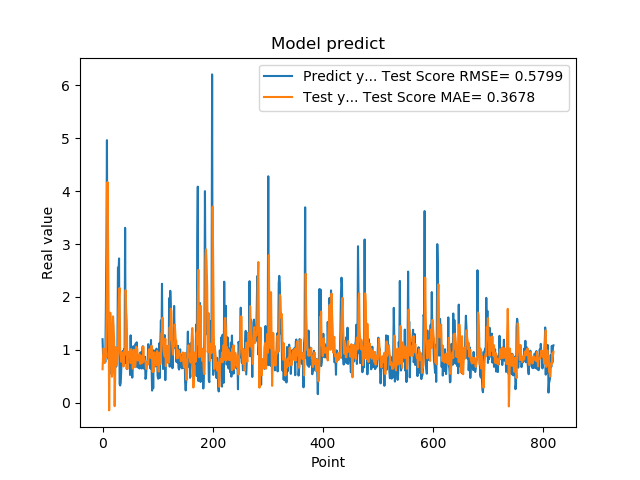 Model predict
Predict y... Test Score RMSE= 0.5799
Test y... Test Score MAE= 0.3678
Real value
6
5
4
3
2
1
0
0 200 400 600 800
Point